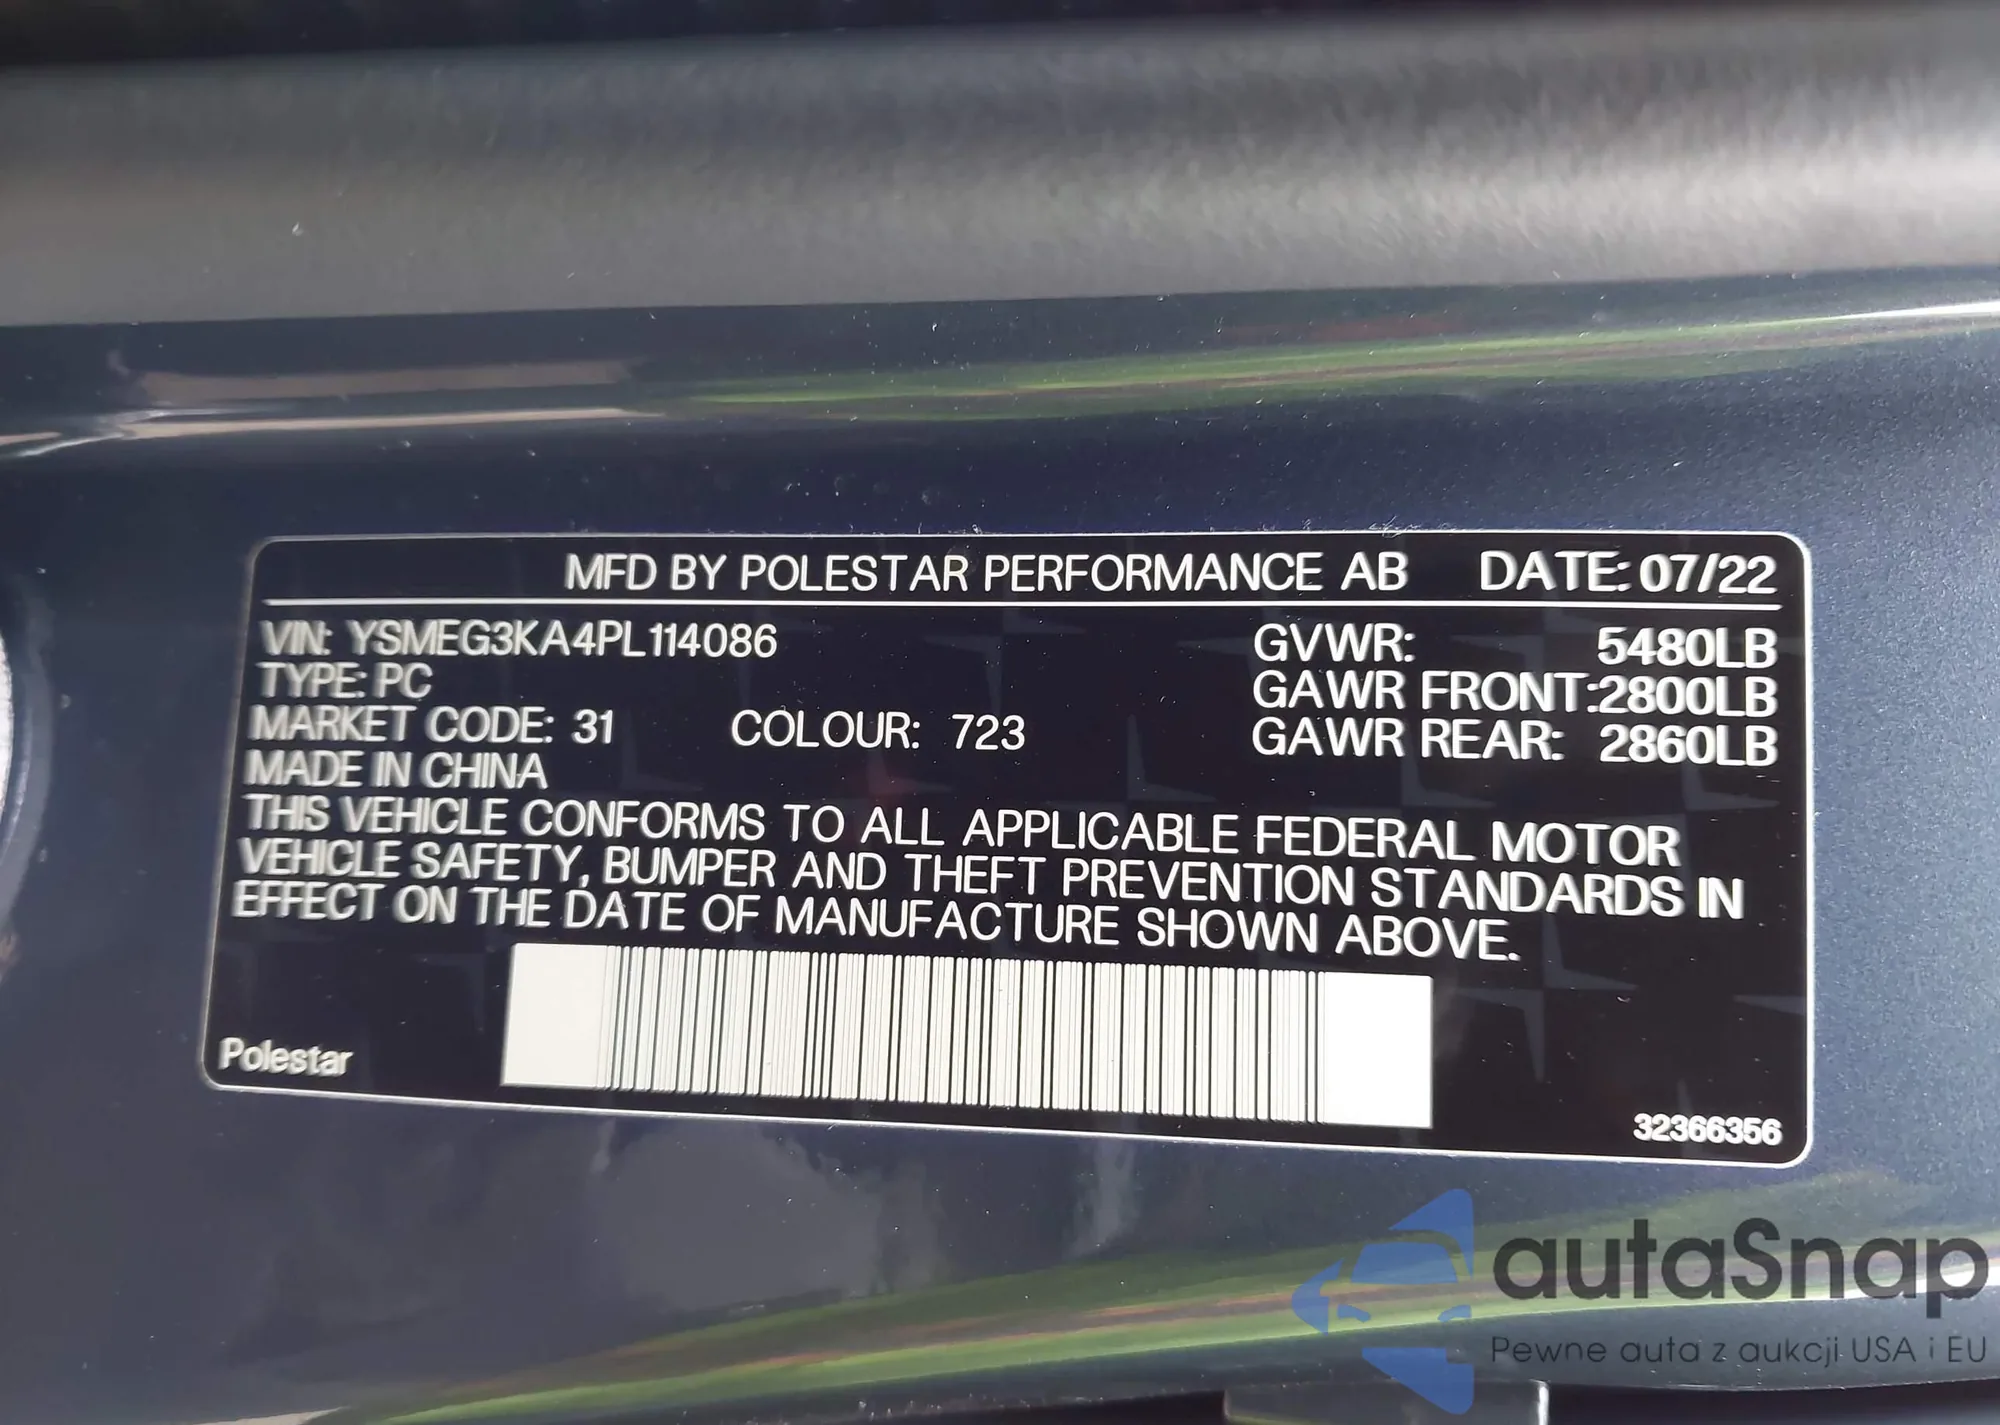 MFD BY POLESTAR PERFORMANCE AB DATE: 07/22
VIN: YSMEG3KA4PL114086 GVWR: 5480LB
TYPE: PC GAWR FRONT:2800LB
MARKET CODE: 31 COLOUR: 723 GAWR REAR: 2860LB
MADE IN CHINA
THIS VEHICLE CONFORMS TO ALL APPLICABLE FEDERAL MOTOR
VEHICLE SAFETY, BUMPER AND THEFT PREVENTION STANDARDS IN
EFFECT ON THE DATE OF MANUFACTURE SHOWN ABOVE.
Polestar
32366356
autaSnap
Pewne auta z aukcji USA i EU